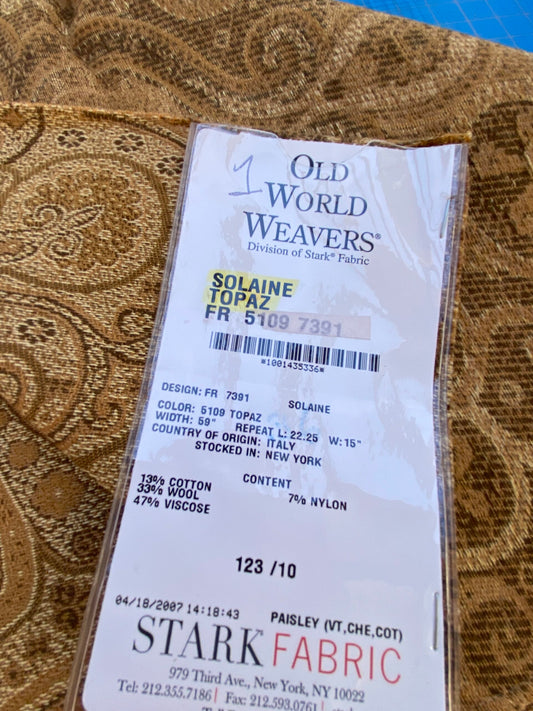 1
OLD
WORLD
WEAVERS®
Division of Stark® Fabric
SOLAINE
TOPAZ
FR 5109 7391
*1001435336*
DESIGN: FR 7391 SOLAINE
COLOR: 5109 TOPAZ
WIDTH: 59" REPEAT L: 22.25 W: 15"
COUNTRY OF ORIGIN: ITALY
STOCKED IN: NEW YORK
CONTENT
13% COTTON
33% WOOL 7% NYLON
47% VISCOSE
123 /10
04/18/2007 14:18:43 PAISLEY (VT,CHE,COT)
STARK FABRIC
979 Third Ave., New York, NY 10022
Tel: 212.355.7186 | Fax: 212.593.0761 |